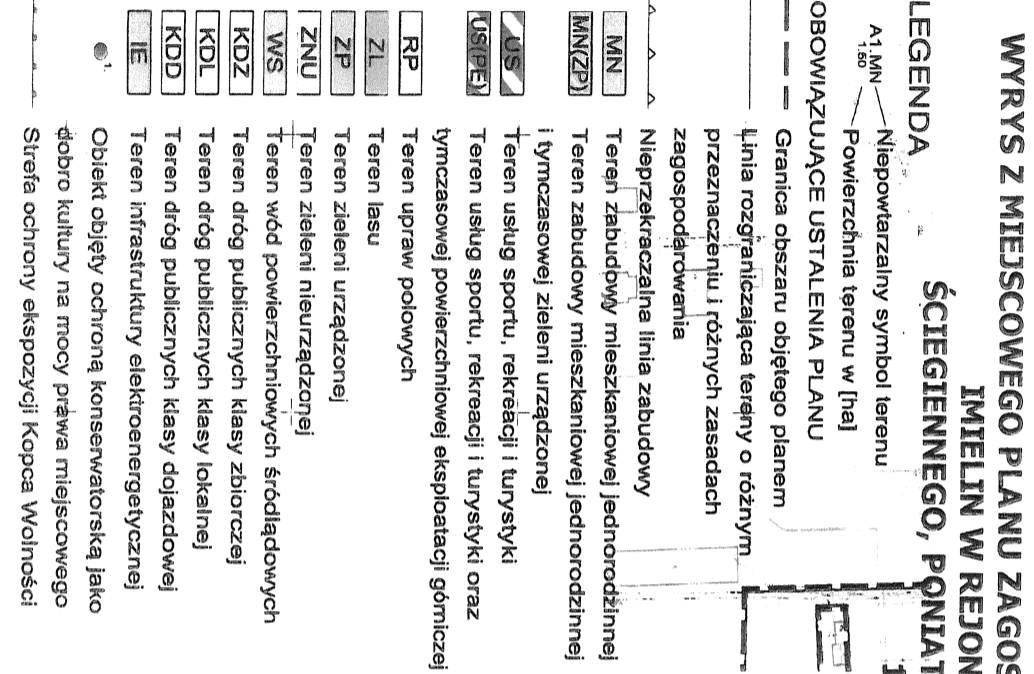 WYRYS Z MIEJSCOWEGO PLANU ZAGOS
IMIELIN W REJON
ŚCIEGIENNEGO, PONIAT
LEGENDA
A1.MN Niepowtarzalny symbol terenu
1.50 Powierzchnia terenu w [ha]
OBOWIĄZUJĄCE USTALENIA PLANU
Granica obszaru objętego planem
Linia rozgraniczająca tereny o różnym
przeznaczeniu i różnych zasadach
zagospodarowania
Nieprzekraczalna linia zabudowy
MN Teren zabudowy mieszkaniowej jednorodzinnej
MN(ZP) Teren zabudowy mieszkaniowej jednorodzinnej
i tymczasowej zieleni urządzonej
US Teren usług sportu, rekreacji i turystyki
US(PE) Teren usług sportu, rekreacji i turystyki oraz
tymczasowej powierzchniowej eksploatacji górniczej
RP Teren upraw polowych
ZL Teren lasu
ZP Teren zieleni urządzonej
ZNU Teren zieleni nieurządzonej
WS Teren wód powierzchniowych śródlądowych
KDZ Teren dróg publicznych klasy zbiorczej
KDL Teren dróg publicznych klasy lokalnej
KDD Teren dróg publicznych klasy dojazdowej
IE Teren infrastruktury elektroenergetycznej
1. Obiekt objęty ochroną konserwatorską jako
dobro kultury na mocy prawa miejscowego
Strefa ochrony ekspozycji Kopca Wolności